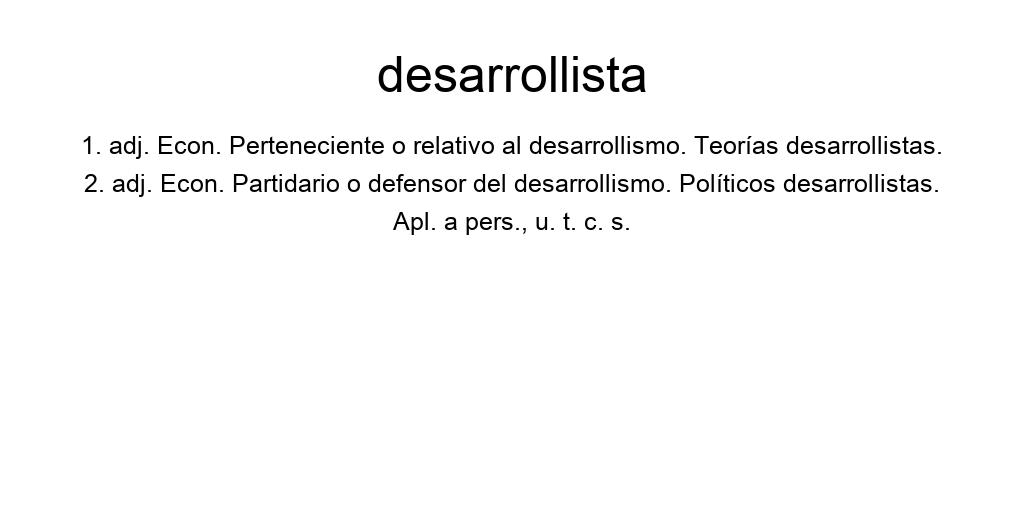 desarrollista
1. adj. Econ. Perteneciente o relativo al desarrollismo. Teorías desarrollistas.
2. adj. Econ. Partidario o defensor del desarrollismo. Políticos desarrollistas.
Apl. a pers., u. t. c. s.